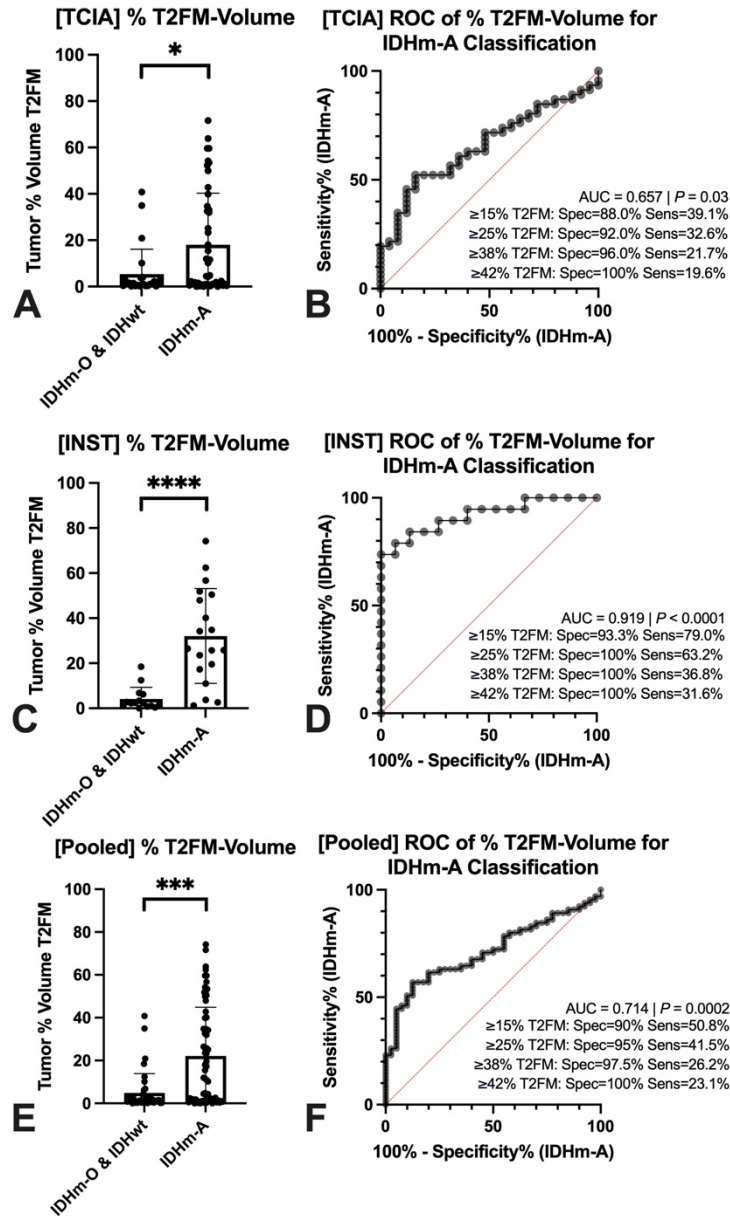 [TCIA] % T2FM-Volume
*
100
80
60
40
20
0
Tumor % Volume T2FM
IDHm-O & IDHwt
IDHm-A
A
[TCIA] ROC of % T2FM-Volume for
IDHm-A Classification
100
50
0
Sensitivity% (IDHm-A)
AUC = 0.657 | P = 0.03
≥15% T2FM: Spec=88.0% Sens=39.1%
≥25% T2FM: Spec=92.0% Sens=32.6%
≥38% T2FM: Spec=96.0% Sens=21.7%
≥42% T2FM: Spec=100% Sens=19.6%
0 50 100
100% - Specificity% (IDHm-A)
B
[INST] % T2FM-Volume
****
100
80
60
40
20
0
Tumor % Volume T2FM
IDHm-O & IDHwt
IDHm-A
C
[INST] ROC of % T2FM-Volume for
IDHm-A Classification
100
50
0
Sensitivity% (IDHm-A)
AUC = 0.919 | P < 0.0001
≥15% T2FM: Spec=93.3% Sens=79.0%
≥25% T2FM: Spec=100% Sens=63.2%
≥38% T2FM: Spec=100% Sens=36.8%
≥42% T2FM: Spec=100% Sens=31.6%
0 50 100
100% - Specificity% (IDHm-A)
D
[Pooled] % T2FM-Volume
***
100
80
60
40
20
0
Tumor % Volume T2FM
IDHm-O & IDHwt
IDHm-A
E
[Pooled] ROC of % T2FM-Volume for
IDHm-A Classification
100
50
0
Sensitivity% (IDHm-A)
AUC = 0.714 | P = 0.0002
≥15% T2FM: Spec=90% Sens=50.8%
≥25% T2FM: Spec=95% Sens=41.5%
≥38% T2FM: Spec=97.5% Sens=26.2%
≥42% T2FM: Spec=100% Sens=23.1%
0 50 100
100% - Specificity% (IDHm-A)
F